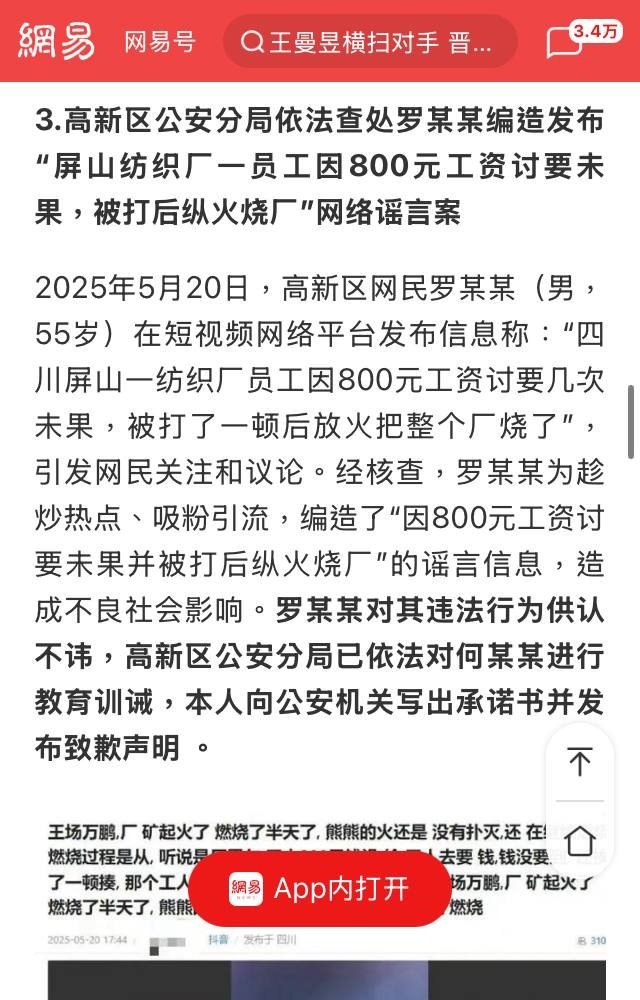 網易 网易号 王曼昱横扫对手 晋... 3.4万
3.高新区公安分局依法查处罗某某编造发布
“屏山纺织厂一员工因800元工资讨要未
果，被打后纵火烧厂”网络谣言案
2025年5月20日，高新区网民罗某某（男，
55岁）在短视频网络平台发布信息称：“四
川屏山一纺织厂员工因800元工资讨要几次
未果，被打了一顿后放火把整个厂烧了”，
引发网民关注和议论。经核查，罗某某为趁
炒热点、吸粉引流，编造了“因800元工资讨
要未果并被打后纵火烧厂”的谣言信息，造
成不良社会影响。罗某某对其违法行为供认
不讳，高新区公安分局已依法对何某某进行
教育训诫，本人向公安机关写出承诺书并发
布致歉声明 。
王场万鹏,厂 矿起火了 燃烧了半天了, 熊熊的火还是 没有扑灭,还 在
燃烧过程是从, 听说是 人去要 钱,钱没要
了一顿揍, 那个工人 场万鹏,厂 矿起火了
燃烧了半天了, 熊熊 燃烧
網易 NEWS App内打开
2025-05-20 17:44 抖音 / 发布于 四川 310